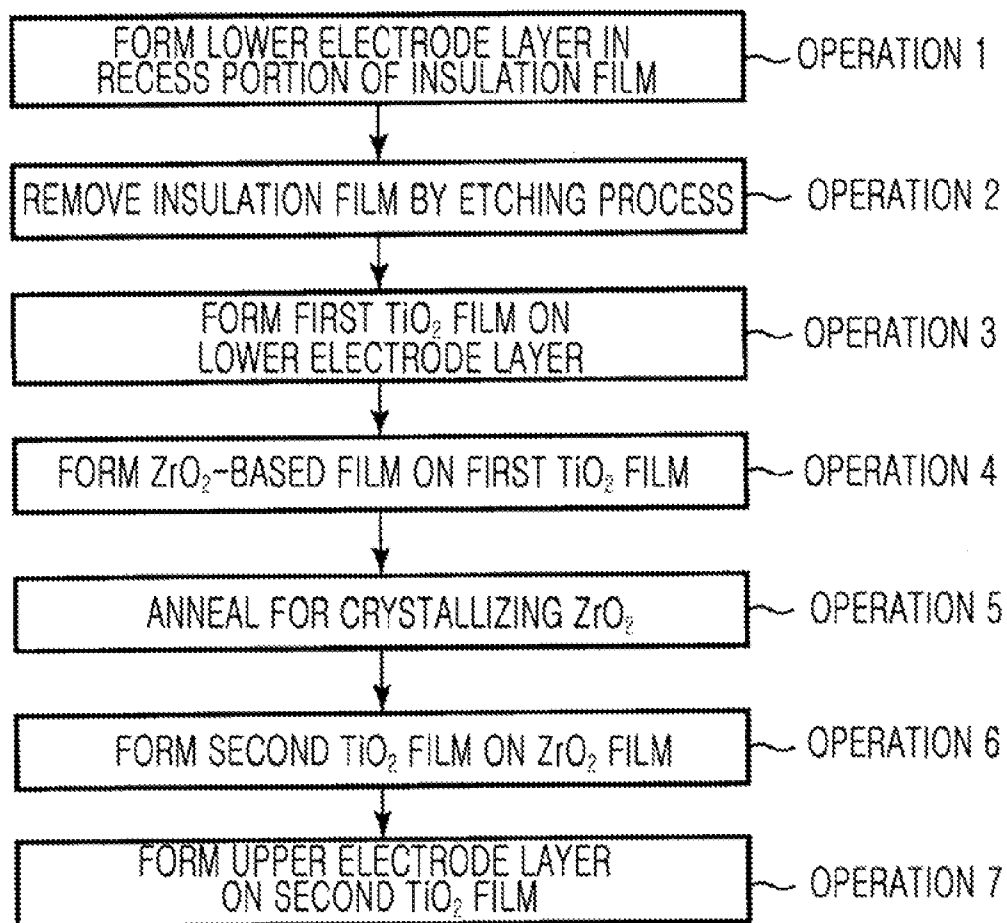 FORM LOWER ELECTRODE LAYER IN
RECESS PORTION OF INSULATION FILM
OPERATION 1
REMOVE INSULATION FILM BY ETCHING PROCESS
OPERATION 2
FORM FIRST TiO₂ FILM ON
LOWER ELECTRODE LAYER
OPERATION 3
FORM ZrO₂-BASED FILM ON FIRST TiO₂ FILM
OPERATION 4
ANNEAL FOR CRYSTALLIZING ZrO₂
OPERATION 5
FORM SECOND TiO₂ FILM ON ZrO₂ FILM
OPERATION 6
FORM UPPER ELECTRODE LAYER
ON SECOND TiO₂ FILM
OPERATION 7